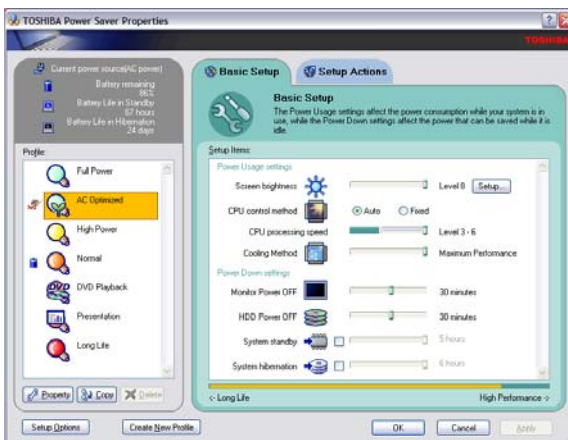 TOSHIBA Power Saver Properties
TOSHIBA
Current power source(AC power)
Battery remaining
86%
Battery Life in Standby
67 hours
Battery Life in Hibernation
24 days
Profile:
Full Power
AC Optimized
High Power
Normal
DVD Playback
Presentation
Long Life
Property
Copy
Delete
Setup Options
Create New Profile
Basic Setup
Setup Actions
Basic Setup
The Power Usage settings affect the power consumption while your system is in
use, while the Power Down settings affect the power that can be saved while it is
idle.
Setup Items:
Power Usage settings
Screen brightness
Level 8
Setup...
CPU control method
Auto
Fixed
CPU processing speed
Level 3 - 6
Cooling Method
Maximum Performance
Power Down settings
Monitor Power OFF
30 minutes
HDD Power OFF
30 minutes
System standby
5 hours
System hibernation
6 hours
<- Long Life
High Performance ->
OK
Cancel
Apply